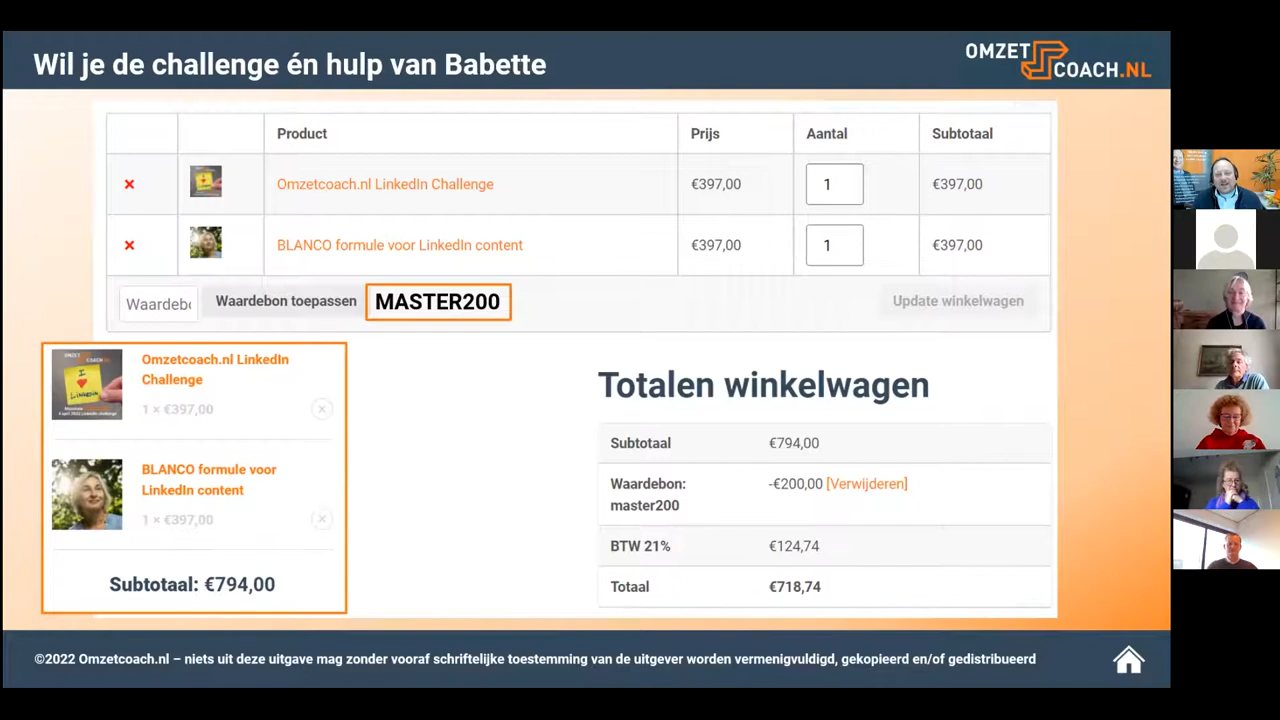 Wil je de challenge én hulp van Babette
OMZET
COACH.NL
Product Prijs Aantal Subtotaal
Omzetcoach.nl LinkedIn Challenge €397,00 1 €397,00
BLANCO formule voor LinkedIn content €397,00 1 €397,00
Waardebo Waardebon toepassen MASTER200 Update winkelwagen
Omzetcoach.nl LinkedIn
Challenge
1 × €397,00
BLANCO formule voor
LinkedIn content
1 × €397,00
Subtotaal: €794,00
Totalen winkelwagen
Subtotaal €794,00
Waardebon: -€200,00 [Verwijderen]
master200
BTW 21% €124,74
Totaal €718,74
©2022 Omzetcoach.nl – niets uit deze uitgave mag zonder vooraf schriftelijke toestemming van de uitgever worden vermenigvuldigd, gekopieerd en/of gedistribueerd